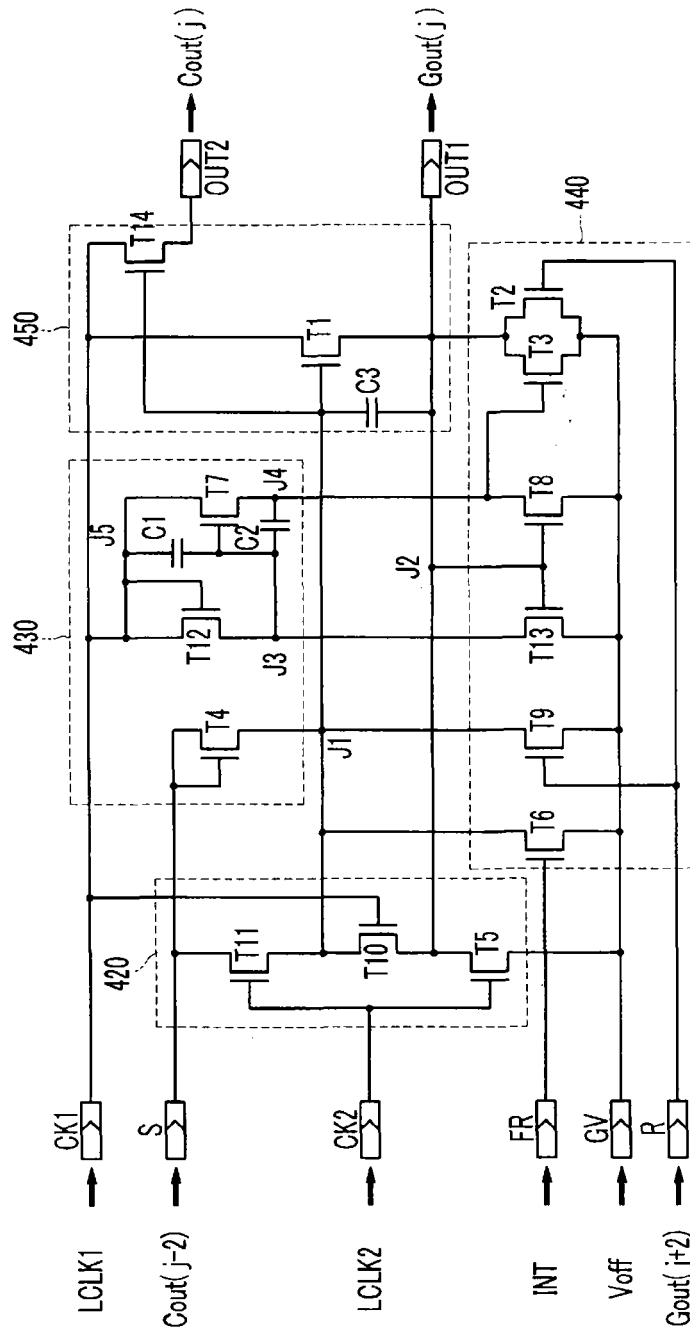 LCLK1
CK1
Cout(j-2)
S
LCLK2
CK2
INT
FR
Voff
GV
Gout(j+2)
R
420
T11
T10
T5
430
T4
T12
J5
C1
T7
C2
J4
J3
J1
J2
450
T14
T1
C3
440
T6
T9
T13
T8
T3
T2
OUT2
Cout(j)
OUT1
Gout(j)